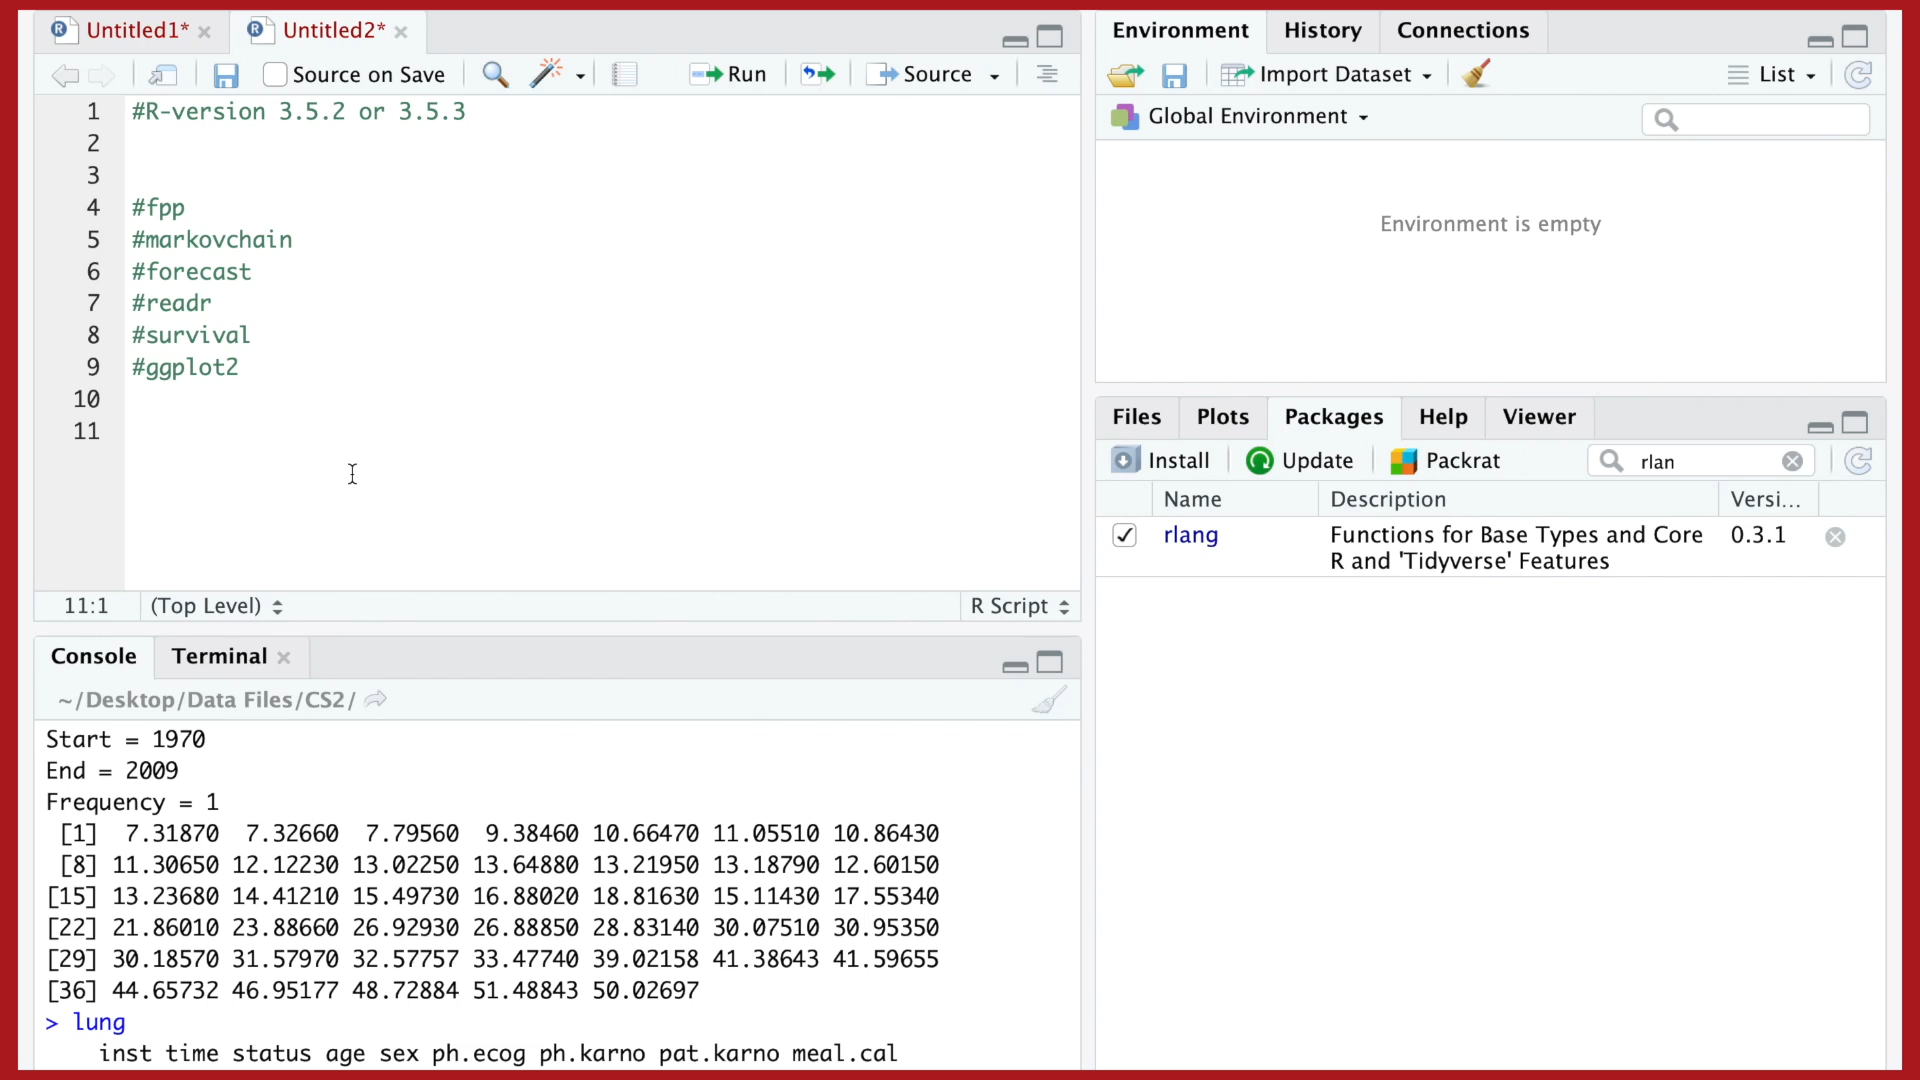 Untitled1*
Untitled2*
Source on Save
Run
Source
1 #R-version 3.5.2 or 3.5.3
2
3
4 #fpp
5 #markovchain
6 #forecast
7 #readr
8 #survival
9 #ggplot2
10
11
11:1 (Top Level) R Script
Console Terminal
~/Desktop/Data Files/CS2/
Start = 1970
End = 2009
Frequency = 1
[1] 7.31870 7.32660 7.79560 9.38460 10.66470 11.05510 10.86430
[8] 11.30650 12.12230 13.02250 13.64880 13.21950 13.18790 12.60150
[15] 13.23680 14.41210 15.49730 16.88020 18.81630 15.11430 17.55340
[22] 21.86010 23.88660 26.92930 26.88850 28.83140 30.07510 30.95350
[29] 30.18570 31.57970 32.57757 33.47740 39.02158 41.38643 41.59655
[36] 44.65732 46.95177 48.72884 51.48843 50.02697
> lung
inst time status age sex ph.ecog ph.karno pat.karno meal.cal
Environment History Connections
Import Dataset List
Global Environment
Environment is empty
Files Plots Packages Help Viewer
Install Update Packrat rlan
Name Description Versi...
rlang Functions for Base Types and Core 0.3.1
R and 'Tidyverse' Features